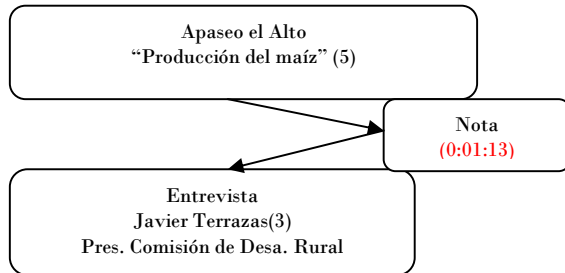 Apaseo el Alto
“Producción del maíz” (5)
Nota
(0:01:13)
Entrevista
Javier Terrazas(3)
Pres. Comisión de Desa. Rural